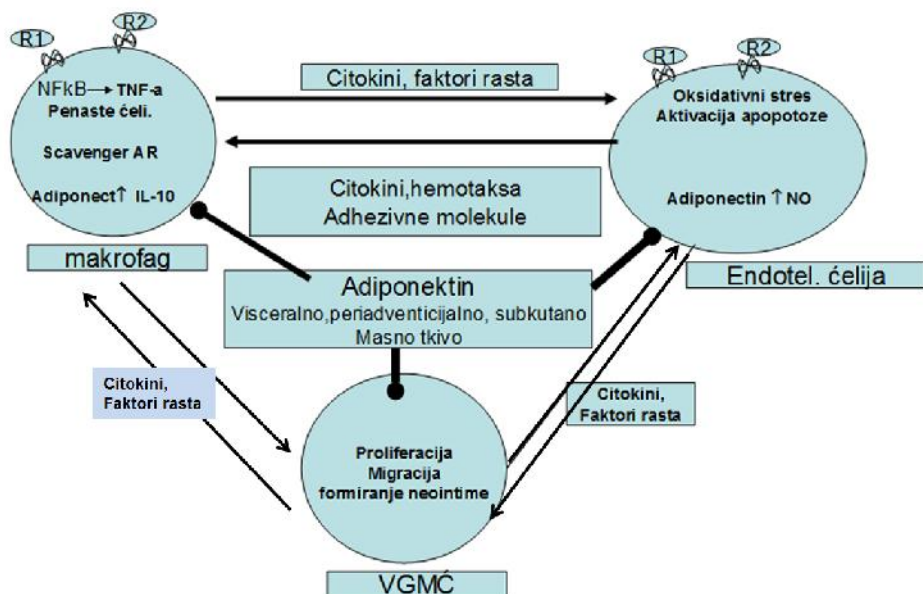 R1
R2
NFkB→TNF-a
Penaste ćeli.
Scavenger AR
Adiponect↑ IL-10
makrofag
Citokini, faktori rasta
R1
R2
Oksidativni stres
Aktivacija apopotoze
Adiponectin ↑NO
Endotel. ćelija
Citokini,hemotaksa
Adhezivne molekule
Adiponektin
Visceralno,periadventicijalno, subkutano
Masno tkivo
Citokini,
Faktori rasta
Citokini,
Faktori rasta
Proliferacija
Migracija
formiranje neointime
VGMĆ